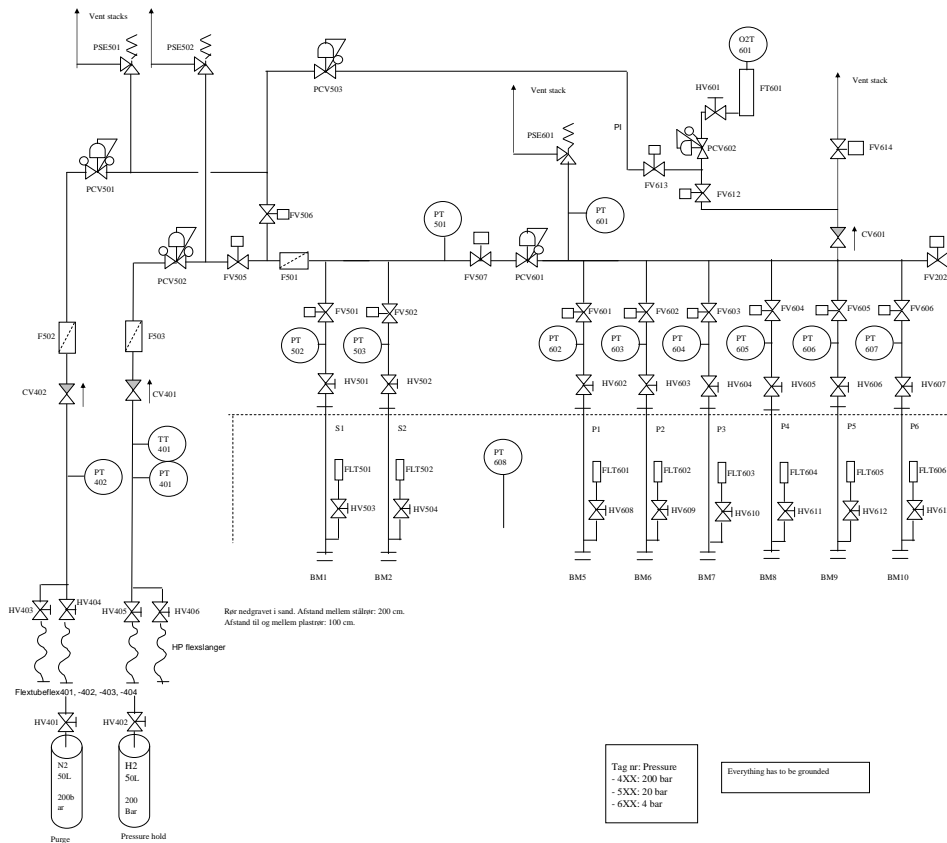 Vent stacks
PSE501
PSE502
PCV503
O2T
601
HV601
FT601
Vent stack
Vent stack
PI
PSE601
PCV602
FV614
PCV501
FV613
FV612
FV506
PT
501
PT
601
CV601
PCV502
FV505
F501
FV507
PCV601
FV202
FV501
FV502
FV601
FV602
FV603
FV604
FV605
FV606
F502
F503
PT
502
PT
503
PT
602
PT
603
PT
604
PT
605
PT
606
PT
607
HV501
HV502
HV602
HV603
HV604
HV605
HV606
HV607
CV402
CV401
S1
S2
P1
P2
P3
P4
P5
P6
TT
401
PT
402
PT
401
PT
608
FLT501
FLT502
FLT601
FLT602
FLT603
FLT604
FLT605
FLT606
HV503
HV504
HV608
HV609
HV610
HV611
HV612
HV61
BM1
BM2
BM5
BM6
BM7
BM8
BM9
BM10
HV403
HV404
HV405
HV406
Rør nedgravet i sand. Afstand mellem stålrør: 200 cm.
Afstand til og mellem plastrør: 100 cm.
HP flexslanger
Flextubeflex401, -402, -403, -404
HV401
HV402
N2
50L
200b
ar
H2
50L
200
Bar
Purge
Pressure hold
Tag nr: Pressure
- 4XX: 200 bar
- 5XX: 20 bar
- 6XX: 4 bar
Everything has to be grounded